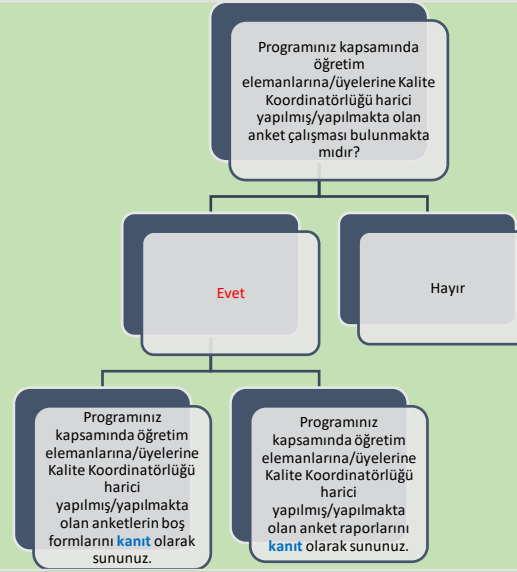 Programınız kapsamında
öğretim
elemanlarına/üyelerine Kalite
Koordinatörlüğü harici
yapılmış/yapılmakta olan
anket çalışması bulunmakta
mıdır?
Evet
Hayır
Programınız
kapsamında öğretim
elemanlarına/üyelerine
Kalite Koordinatörlüğü
harici
yapılmış/yapılmakta
olan anketlerin boş
formlarını kanıt olarak
sununuz.
Programınız
kapsamında öğretim
elemanlarına/üyelerine
Kalite Koordinatörlüğü
harici
yapılmış/yapılmakta
olan anket raporlarını
kanıt olarak sununuz.